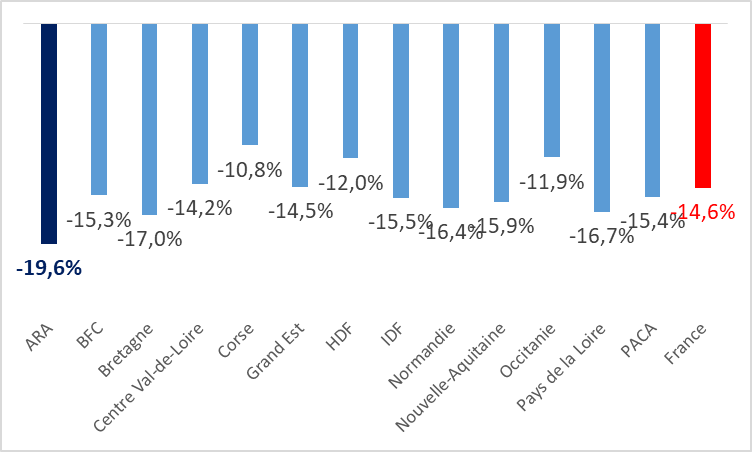 -19,6%
-15,3%
-17,0%
-14,2%
-10,8%
-14,5%
-12,0%
-15,5%
-16,4%
-15,9%
-11,9%
-16,7%
-15,4%
-14,6%
ARA
BFC
Bretagne
Centre Val-de-Loire
Corse
Grand Est
HDF
IDF
Normandie
Nouvelle-Aquitaine
Occitanie
Pays de la Loire
PACA
France